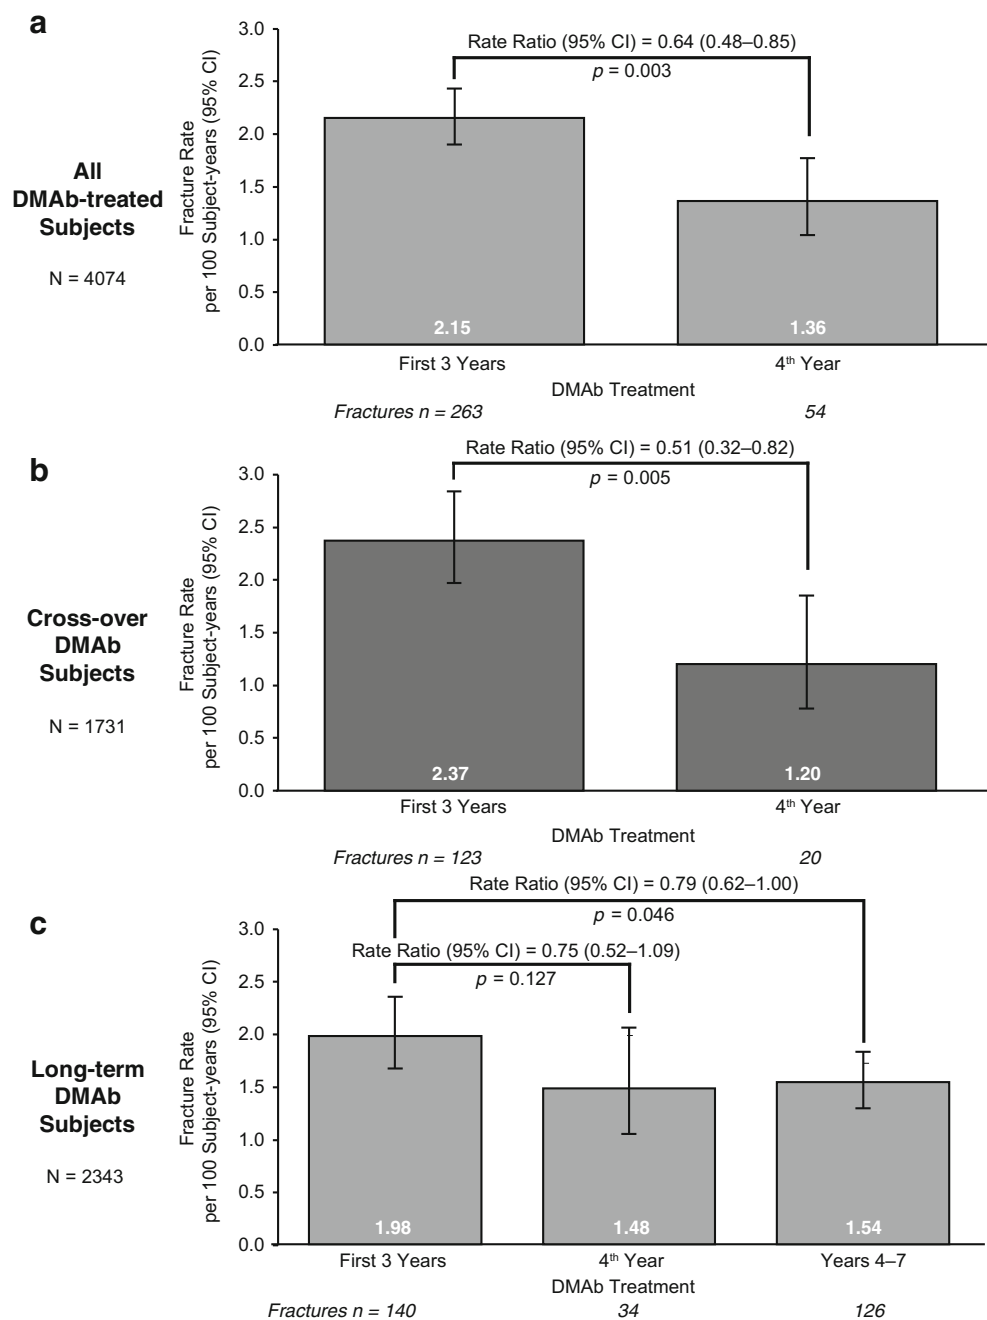 a
All
DMAb-treated
Subjects
N = 4074
Fracture Rate
per 100 Subject-years (95% CI)
3.0
2.5
2.0
1.5
1.0
0.5
0.0
Rate Ratio (95% CI) = 0.64 (0.48–0.85)
p = 0.003
2.15
1.36
First 3 Years
4th Year
DMAb Treatment
Fractures n = 263
54
b
Cross-over
DMAb
Subjects
N = 1731
Fracture Rate
per 100 Subject-years (95% CI)
3.0
2.5
2.0
1.5
1.0
0.5
0.0
Rate Ratio (95% CI) = 0.51 (0.32–0.82)
p = 0.005
2.37
1.20
First 3 Years
4th Year
DMAb Treatment
Fractures n = 123
20
c
Long-term
DMAb
Subjects
N = 2343
Fracture Rate
per 100 Subject-years (95% CI)
3.0
2.5
2.0
1.5
1.0
0.5
0.0
Rate Ratio (95% CI) = 0.79 (0.62–1.00)
p = 0.046
Rate Ratio (95% CI) = 0.75 (0.52–1.09)
p = 0.127
1.98
1.48
1.54
First 3 Years
4th Year
Years 4–7
DMAb Treatment
Fractures n = 140
34
126